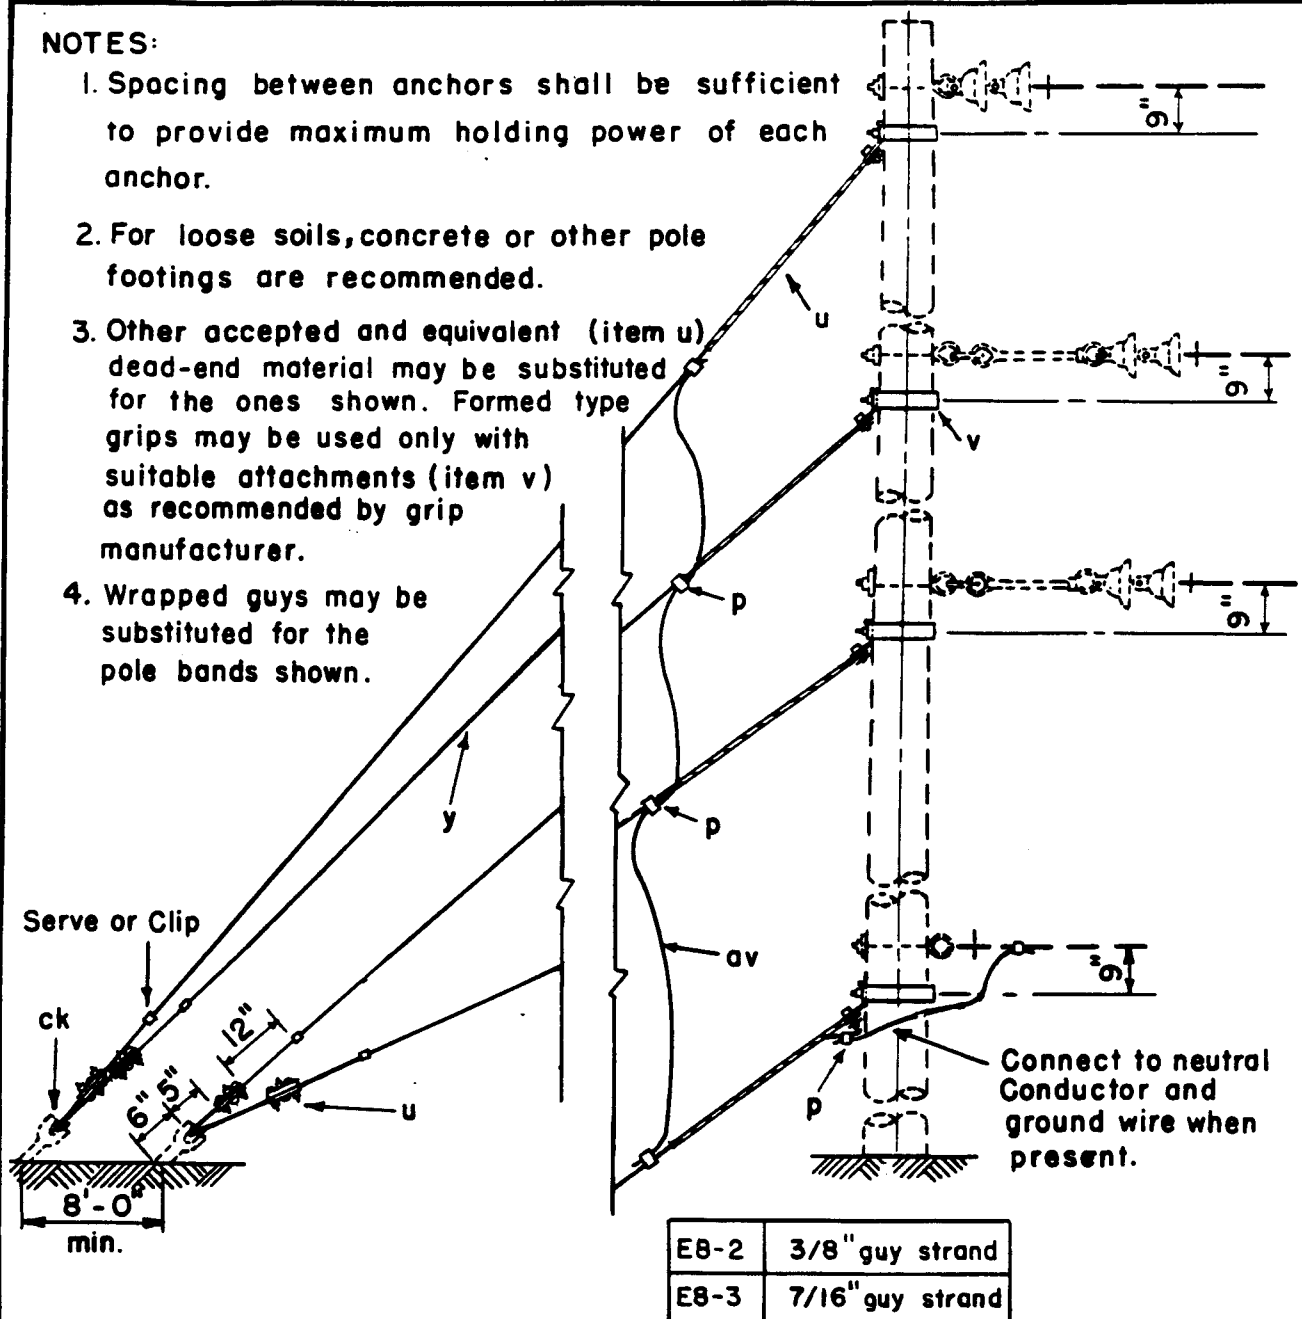 NOTES:
1. Spacing between anchors shall be sufficient
to provide maximum holding power of each
anchor.
2. For loose soils, concrete or other pole
footings are recommended.
3. Other accepted and equivalent (item u)
dead-end material may be substituted
for the ones shown. Formed type
grips may be used only with
suitable attachments (item v)
as recommended by grip
manufacturer.
4. Wrapped guys may be
substituted for the
pole bands shown.
9"
u
9"
v
p
9"
y
p
Serve or Clip
av
9"
ck
12"
6" 5"
u
p
Connect to neutral
Conductor and
ground wire when
present.
8'-0"
min.
E8-2 3/8" guy strand
E8-3 7/16" guy strand